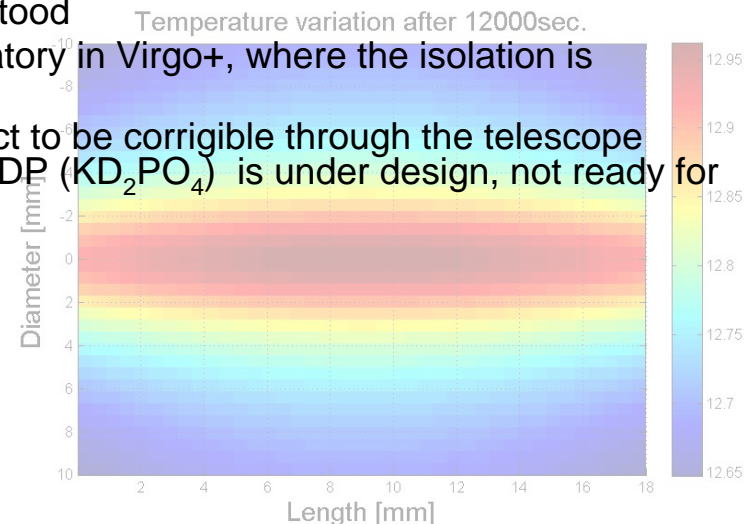 tood
Temperature variation after 12000sec.
atory in Virgo+, where the isolation is
ct to be corrigible through the telescope
DP (KD₂PO₄) is under design, not ready for
-10
-8
-6
-4
-2
0
2
4
6
8
10
Diameter [mm]
2 4 6 8 10 12 14 16 18
Length [mm]
12.95
12.9
12.85
12.8
12.75
12.7
12.65